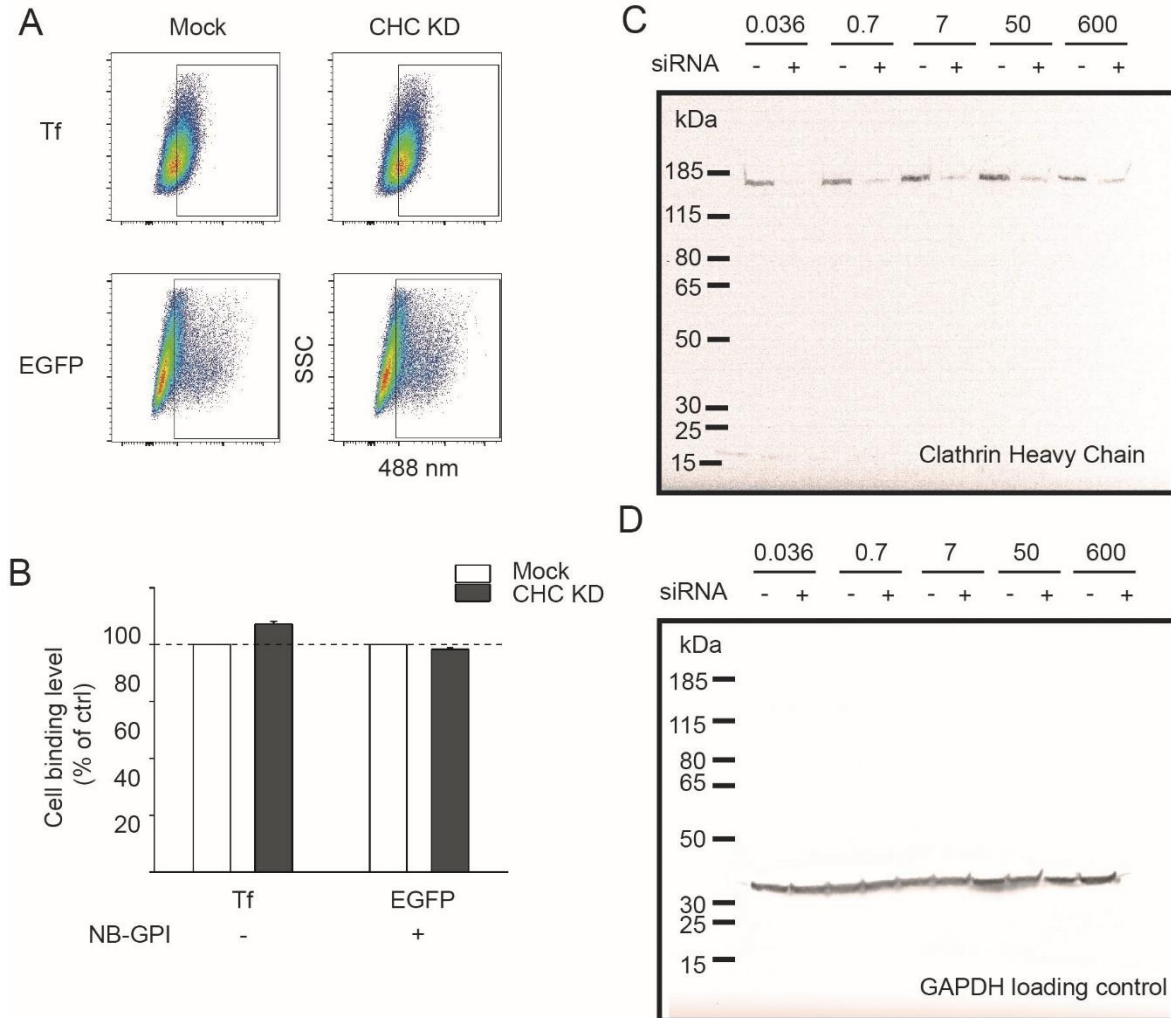 A
Mock CHC KD
Tf
EGFP
SSC
488 nm
B
Mock
CHC KD
Cell binding level
(% of ctrl)
100
80
60
40
20
Tf EGFP
NB-GPI - +
C
0.036 0.7 7 50 600
siRNA - + - + - + - + - +
kDa
185
115
80
65
50
30
25
15
Clathrin Heavy Chain
D
0.036 0.7 7 50 600
siRNA - + - + - + - + - +
kDa
185
115
80
65
50
30
25
15
GAPDH loading control